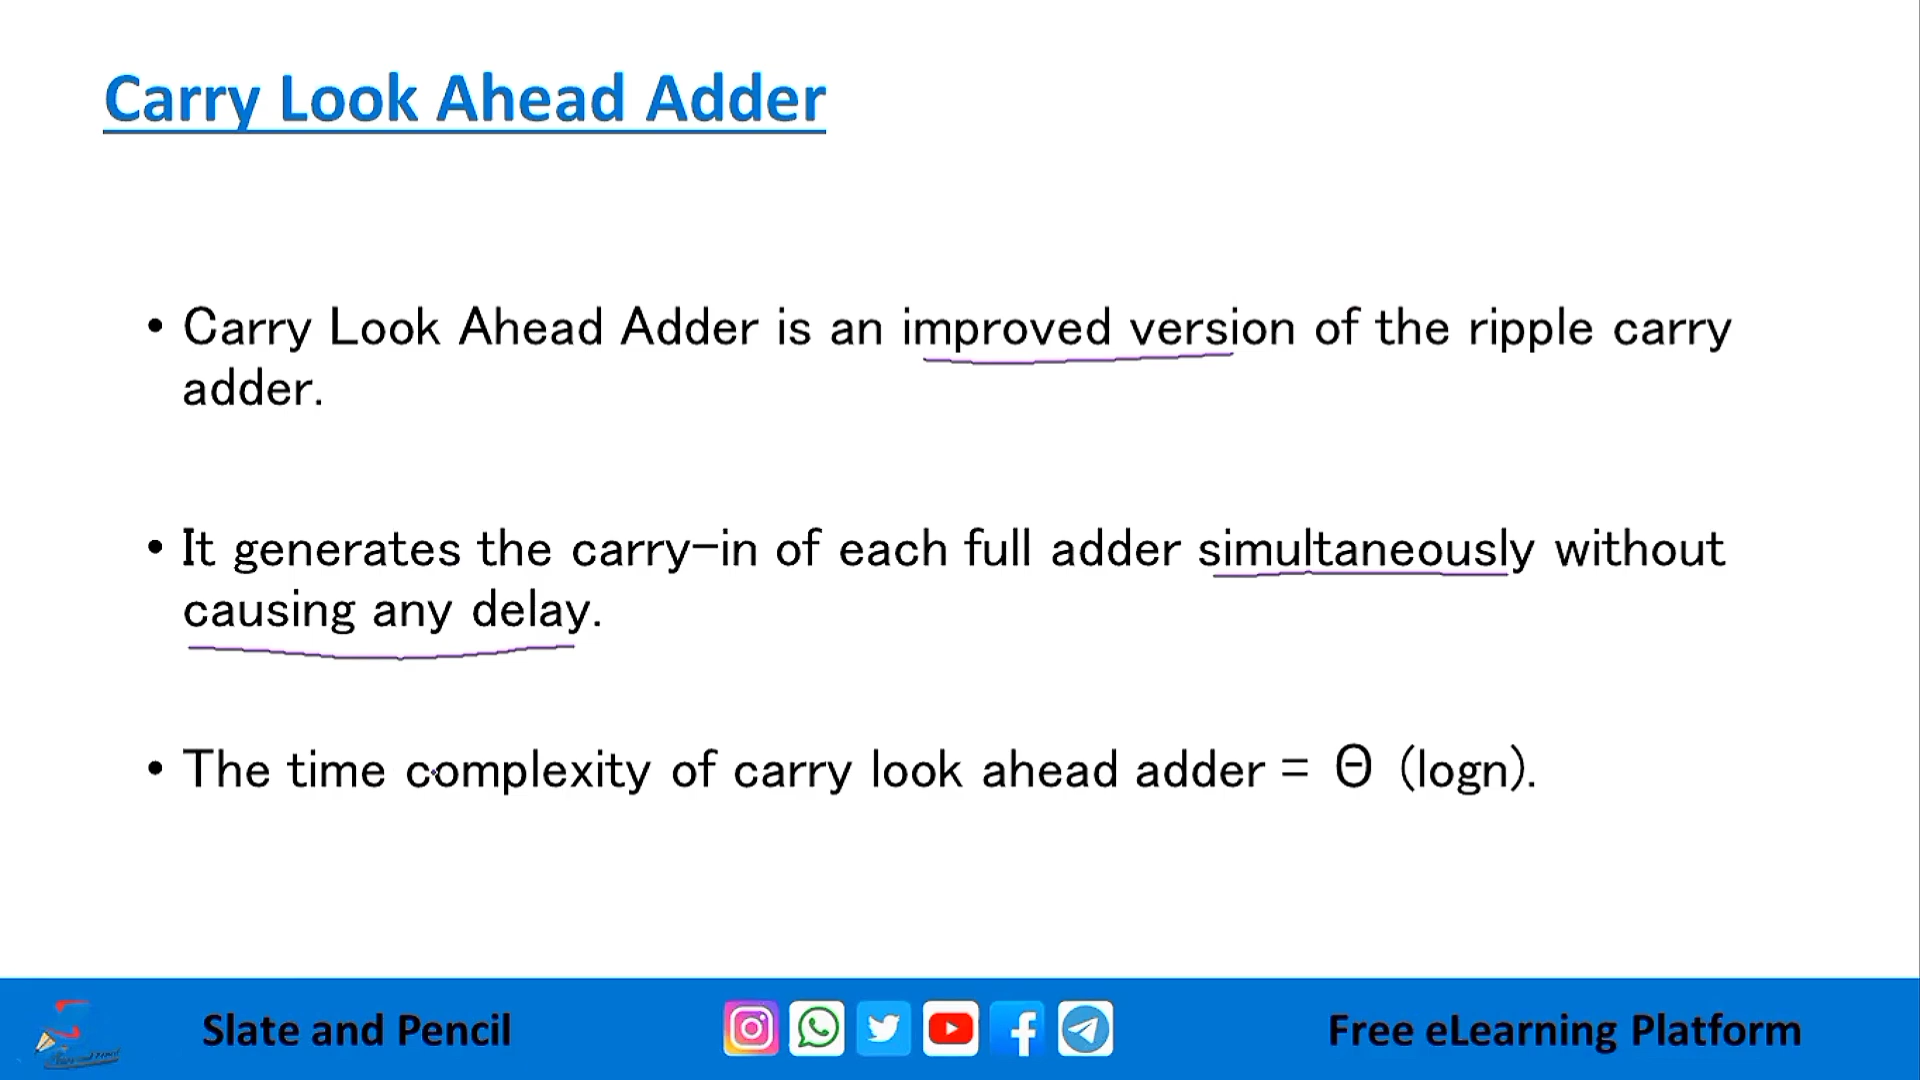 Carry Look Ahead Adder
• Carry Look Ahead Adder is an improved version of the ripple carry
adder.
• It generates the carry-in of each full adder simultaneously without
causing any delay.
• The time complexity of carry look ahead adder = Θ (logn).
Slate and Pencil
Free eLearning Platform